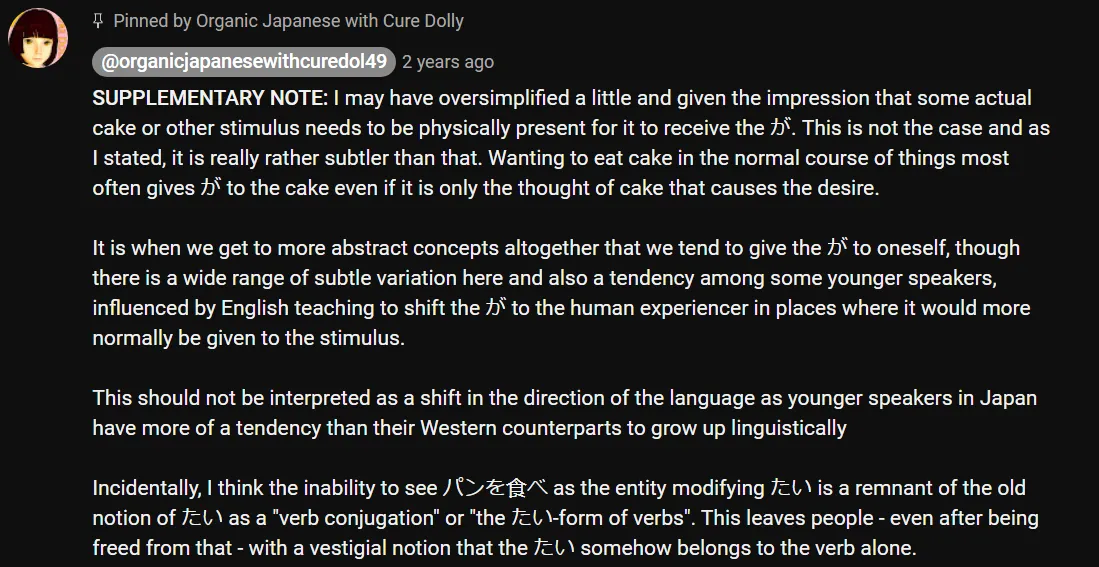 Pinned by Organic Japanese with Cure Dolly
@organicjapanesewithcuredol49 2 years ago
SUPPLEMENTARY NOTE: I may have oversimplified a little and given the impression that some actual
cake or other stimulus needs to be physically present for it to receive the が. This is not the case and as
I stated, it is really rather subtler than that. Wanting to eat cake in the normal course of things most
often gives が to the cake even if it is only the thought of cake that causes the desire.
It is when we get to more abstract concepts altogether that we tend to give the が to oneself, though
there is a wide range of subtle variation here and also a tendency among some younger speakers,
influenced by English teaching to shift the が to the human experiencer in places where it would more
normally be given to the stimulus.
This should not be interpreted as a shift in the direction of the language as younger speakers in Japan
have more of a tendency than their Western counterparts to grow up linguistically
Incidentally, I think the inability to see パンを食べ as the entity modifying たい is a remnant of the old
notion of たい as a "verb conjugation" or "the たい-form of verbs". This leaves people - even after being
freed from that - with a vestigial notion that the たい somehow belongs to the verb alone.